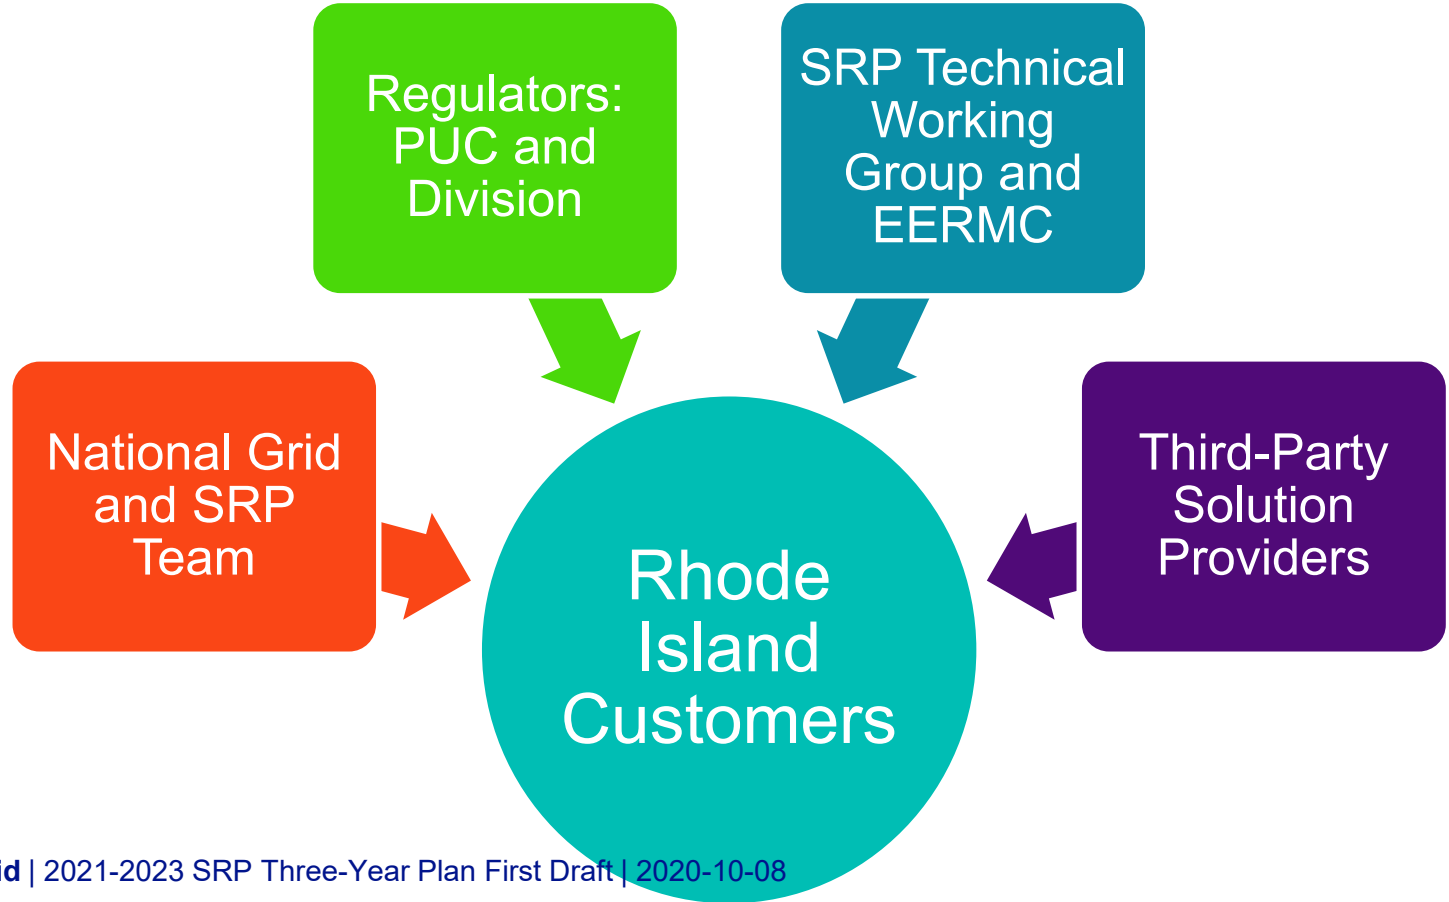 Regulators:
PUC and
Division
SRP Technical
Working
Group and
EERMC
National Grid
and SRP
Team
Third-Party
Solution
Providers
Rhode
Island
Customers
id | 2021-2023 SRP Three-Year Plan First Draft | 2020-10-08